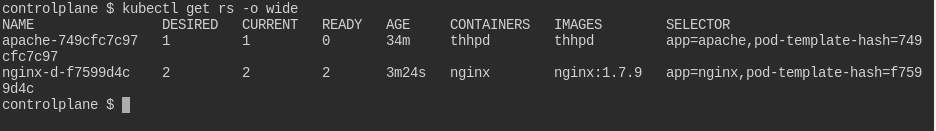 controlplane $ kubectl get rs -o wide
NAME                DESIRED   CURRENT   READY   AGE     CONTAINERS   IMAGES        SELECTOR
apache-749cfc7c97   1         1         0       34m     thhpd        thhpd         app=apache,pod-template-hash=749
cfc7c97
nginx-d-f7599d4c    2         2         2       3m24s   nginx        nginx:1.7.9   app=nginx,pod-template-hash=f759
9d4c
controlplane $